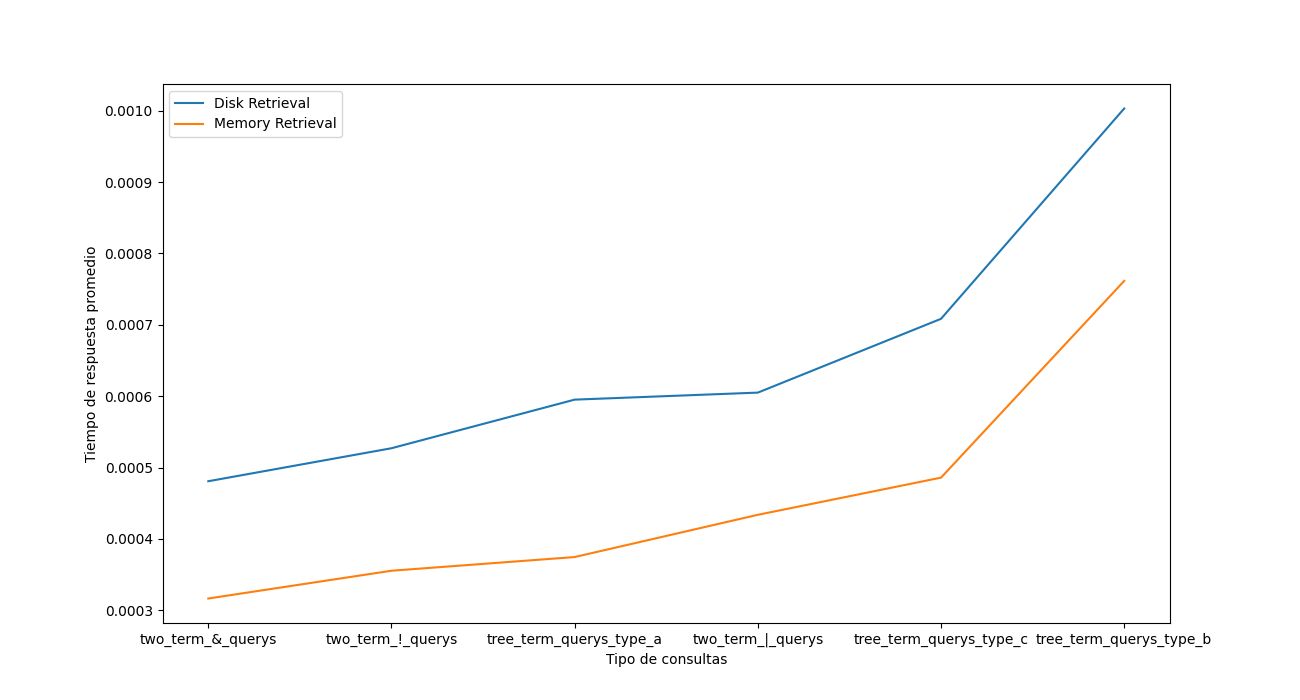 Disk Retrieval
Memory Retrieval
0.0010
0.0009
0.0008
0.0007
0.0006
0.0005
0.0004
0.0003
Tiempo de respuesta promedio
two_term_&_querys two_term_!_querys tree_term_querys_type_a two_term_|_querys tree_term_querys_type_c tree_term_querys_type_b
Tipo de consultas